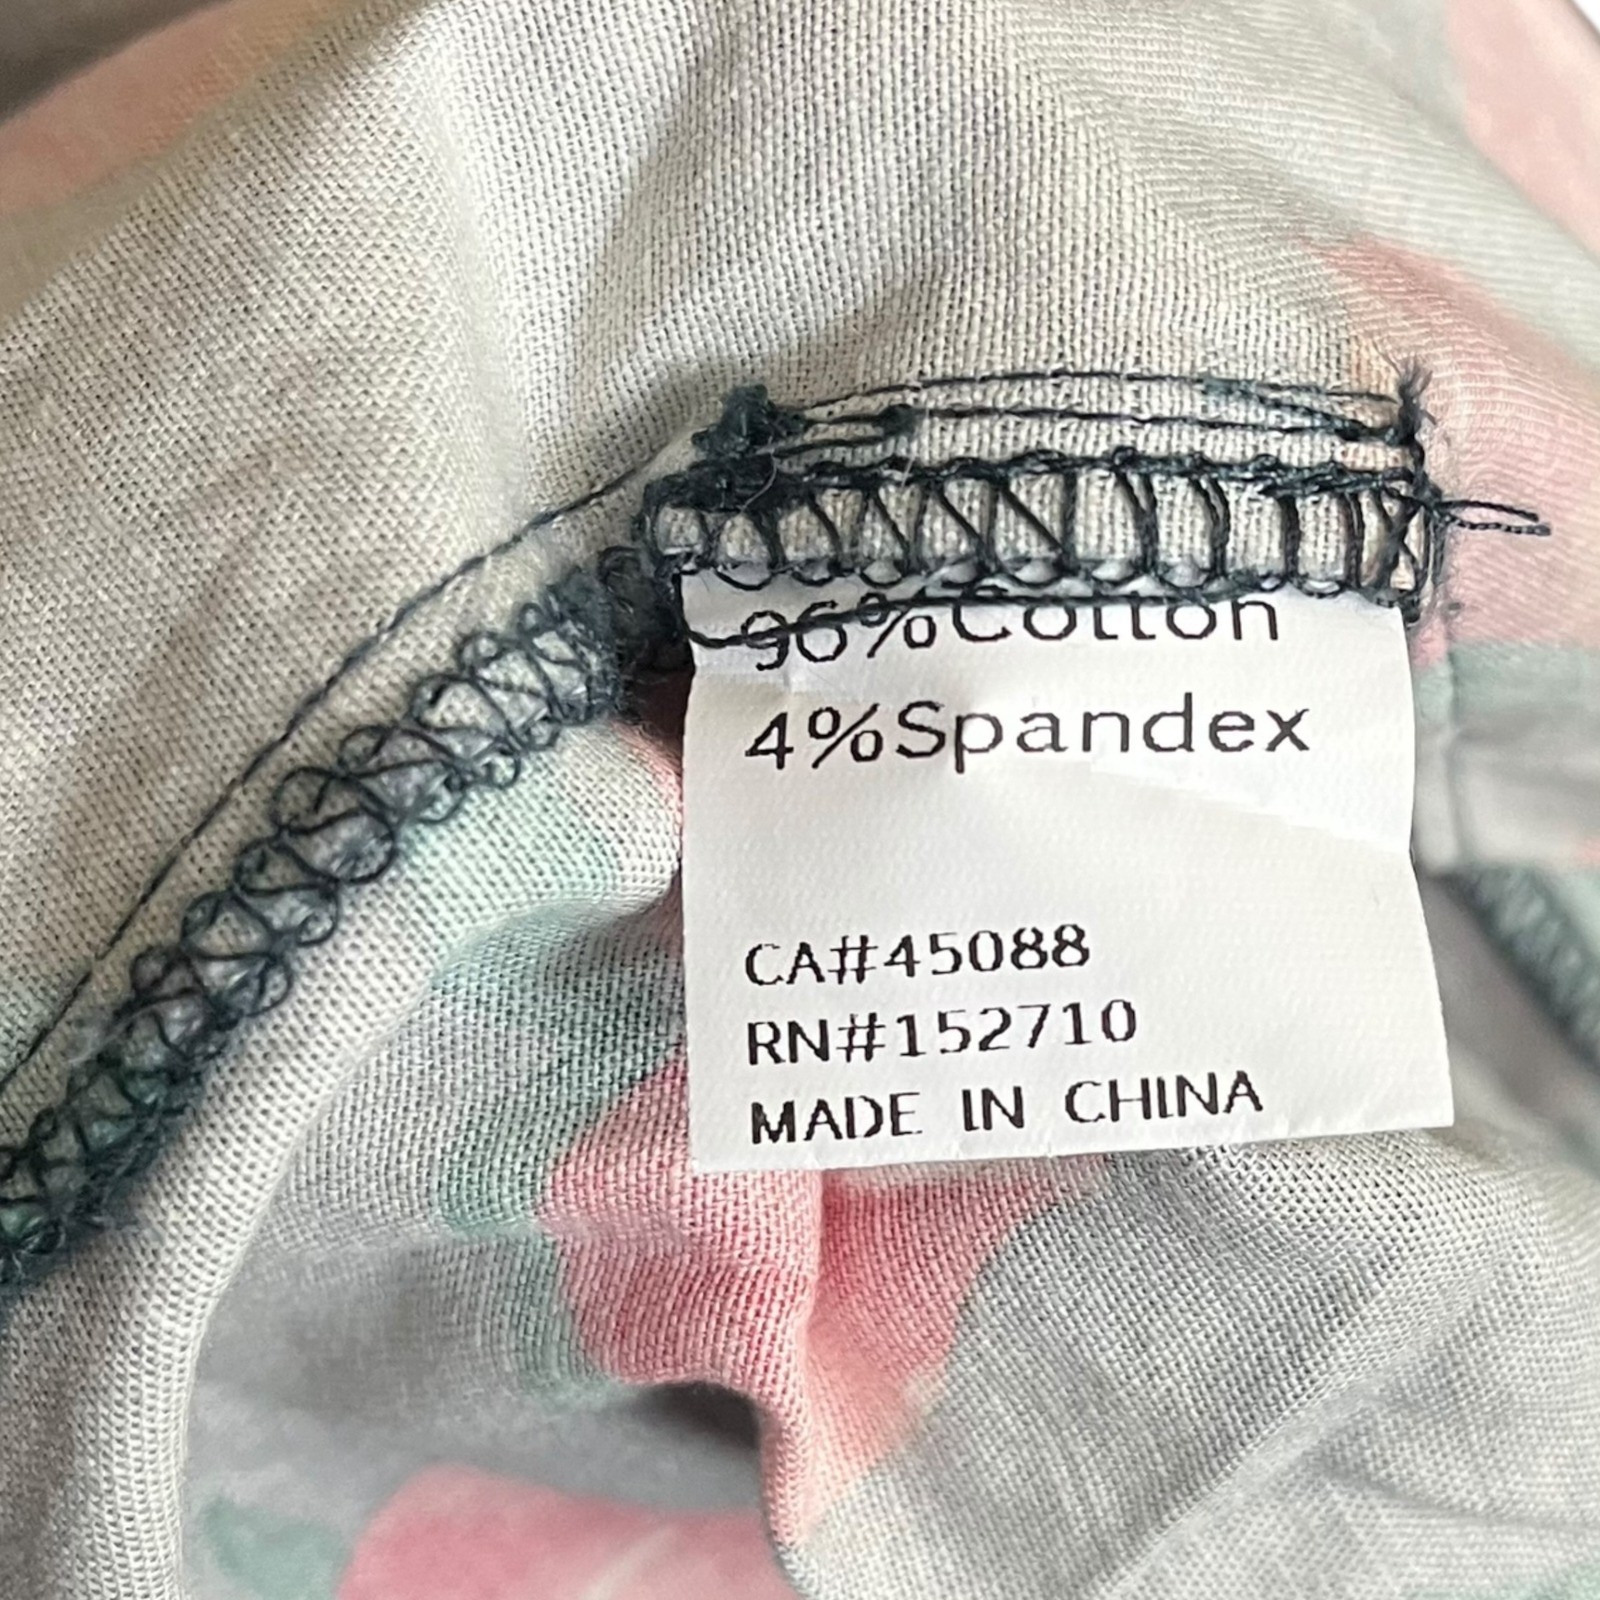 96%Cotton
4%Spandex
CA#45088
RN#152710
MADE IN CHINA